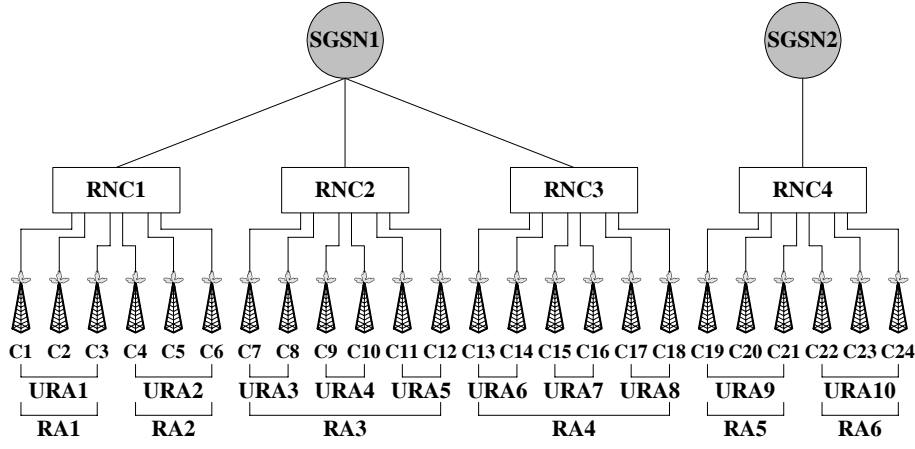 SGSN1 SGSN2
RNC1 RNC2 RNC3 RNC4
C1 C2 C3 C4 C5 C6 C7 C8 C9 C10 C11 C12 C13 C14 C15 C16 C17 C18 C19 C20 C21 C22 C23 C24
URA1 URA2 URA3 URA4 URA5 URA6 URA7 URA8 URA9 URA10
RA1 RA2 RA3 RA4 RA5 RA6